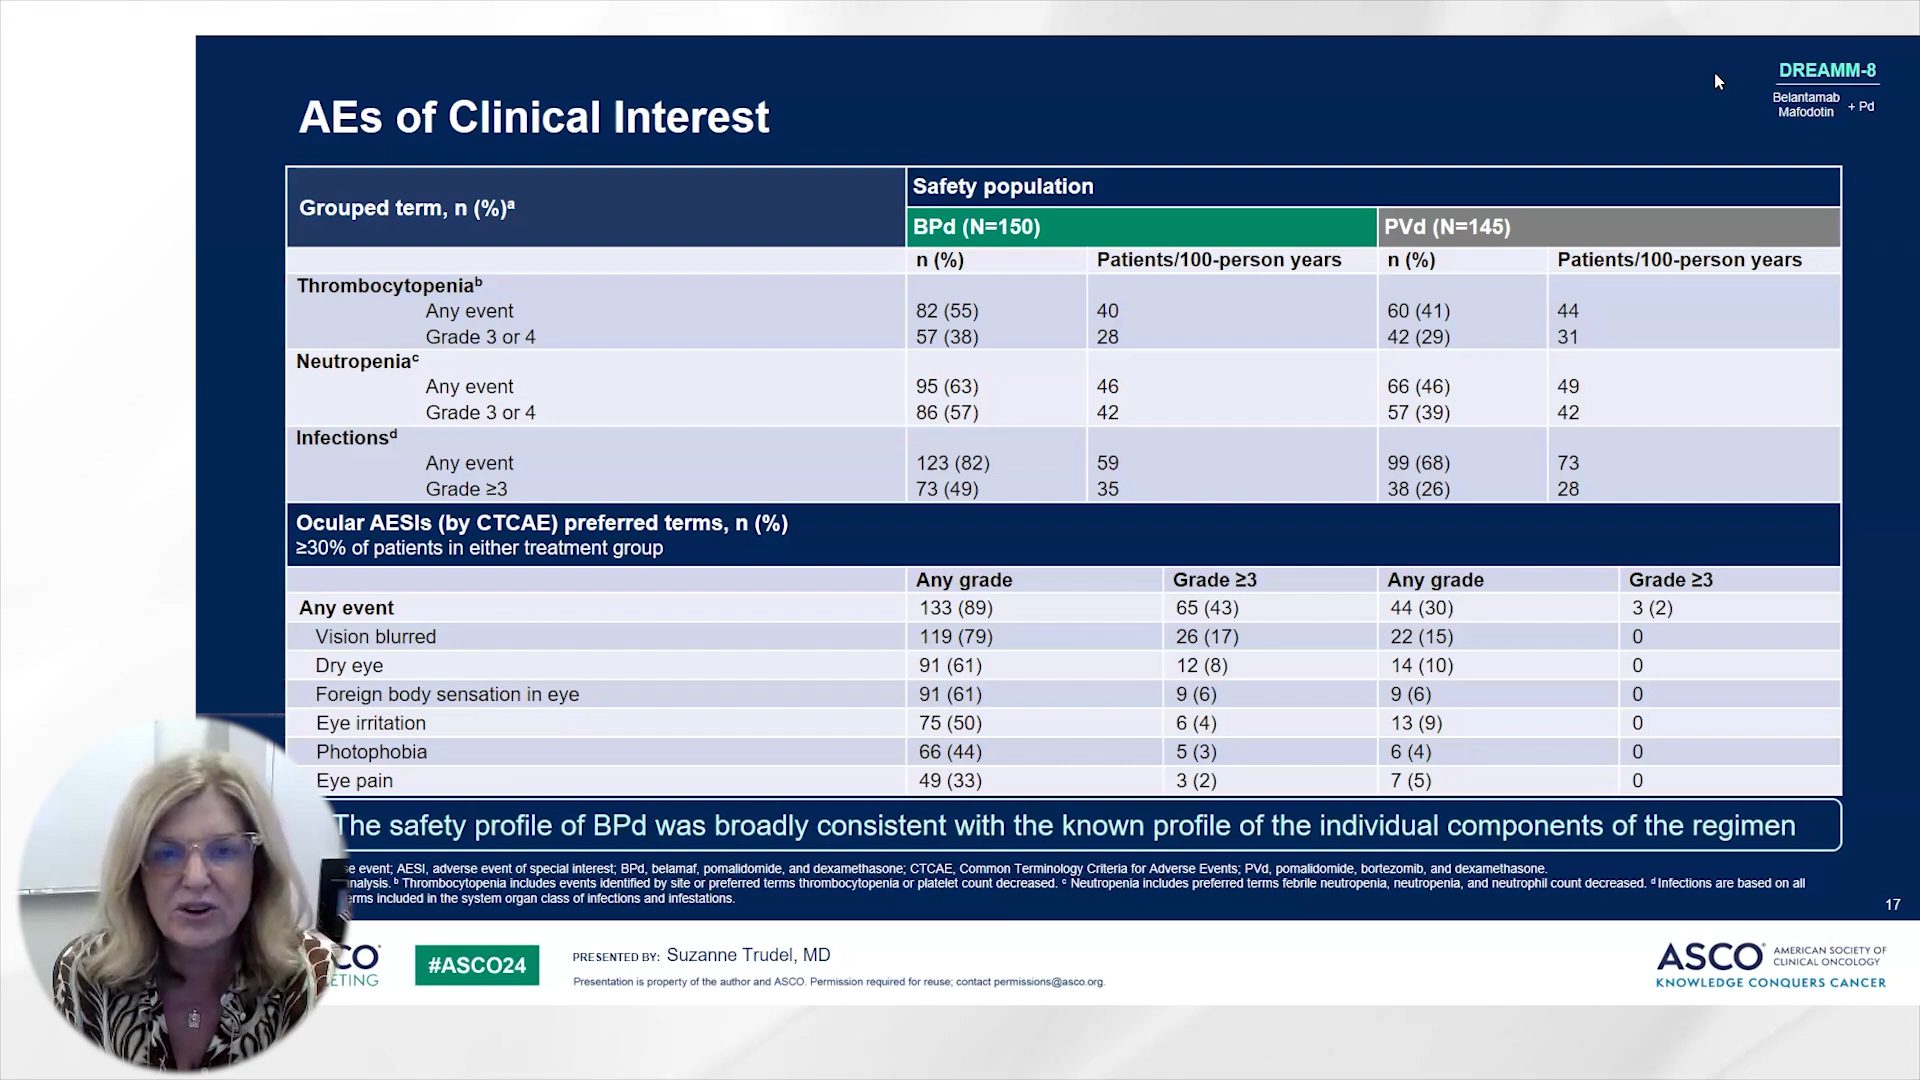 DREAMM-8
Belantamab Mafodotin + Pd
AEs of Clinical Interest
Grouped term, n (%)ᵃ
Safety population
BPd (N=150) PVd (N=145)
n (%) Patients/100-person years n (%) Patients/100-person years
Thrombocytopeniaᵇ
Any event 82 (55) 40 60 (41) 44
Grade 3 or 4 57 (38) 28 42 (29) 31
Neutropeniaᶜ
Any event 95 (63) 46 66 (46) 49
Grade 3 or 4 86 (57) 42 57 (39) 42
Infectionsᵈ
Any event 123 (82) 59 99 (68) 73
Grade ≥3 73 (49) 35 38 (26) 28
Ocular AESIs (by CTCAE) preferred terms, n (%)
≥30% of patients in either treatment group
Any grade Grade ≥3 Any grade Grade ≥3
Any event 133 (89) 65 (43) 44 (30) 3 (2)
Vision blurred 119 (79) 26 (17) 22 (15) 0
Dry eye 91 (61) 12 (8) 14 (10) 0
Foreign body sensation in eye 91 (61) 9 (6) 9 (6) 0
Eye irritation 75 (50) 6 (4) 13 (9) 0
Photophobia 66 (44) 5 (3) 6 (4) 0
Eye pain 49 (33) 3 (2) 7 (5) 0
The safety profile of BPd was broadly consistent with the known profile of the individual components of the regimen
event; AESI, adverse event of special interest; BPd, belamaf, pomalidomide, and dexamethasone; CTCAE, Common Terminology Criteria for Adverse Events; PVd, pomalidomide, bortezomib, and dexamethasone.
analysis. ᵇ Thrombocytopenia includes events identified by site or preferred terms thrombocytopenia or platelet count decreased. ᶜ Neutropenia includes preferred terms febrile neutropenia, neutropenia, and neutrophil count decreased. ᵈ Infections are based on all
included in the system organ class of infections and infestations.
17
#ASCO24
PRESENTED BY: Suzanne Trudel, MD
Presentation is property of the author and ASCO. Permission required for reuse; contact permissions@asco.org.
ASCO AMERICAN SOCIETY OF
CLINICAL ONCOLOGY
KNOWLEDGE CONQUERS CANCER